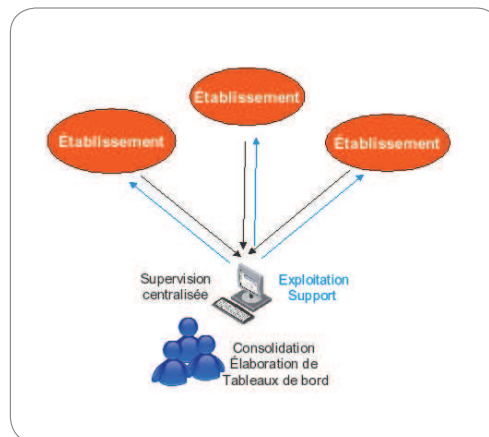 Établissement
Établissement
Établissement
Supervision
centralisée
Exploitation
Support
Consolidation
Élaboration de
Tableaux de bord